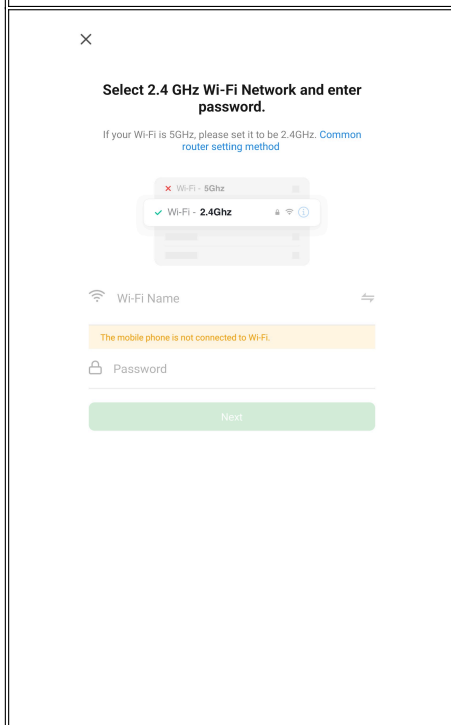 Select 2.4 GHz Wi-Fi Network and enter
password.
If your Wi-Fi is 5GHz, please set it to be 2.4GHz. Common
router setting method
Wi-Fi - 5Ghz
Wi-Fi - 2.4Ghz
Wi-Fi Name
The mobile phone is not connected to Wi-Fi.
Password
Next